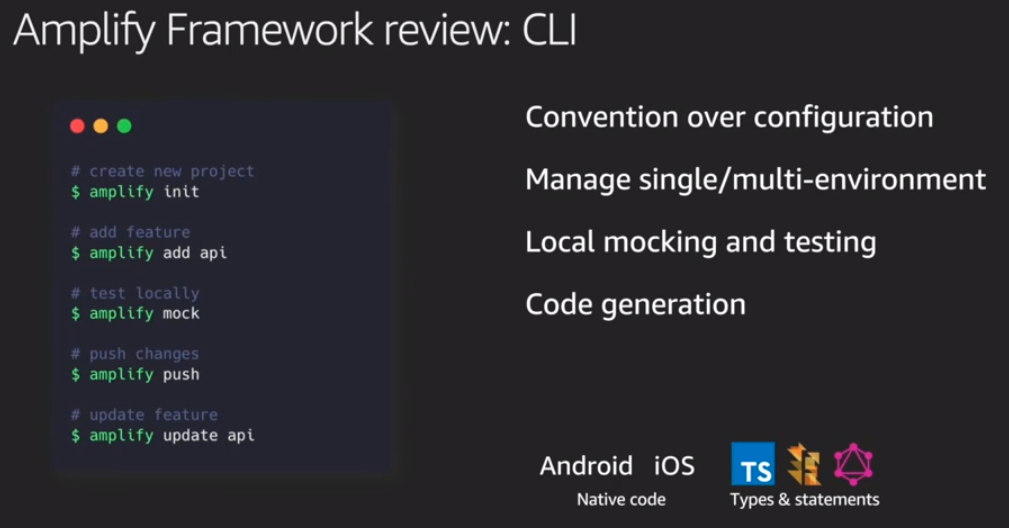 Amplify Framework review: CLI
# create new project
$ amplify init
# add feature
$ amplify add api
# test locally
$ amplify mock
# push changes
$ amplify push
# update feature
$ amplify update api
Convention over configuration
Manage single/multi-environment
Local mocking and testing
Code generation
Android iOS
Native code
TS
Types & statements